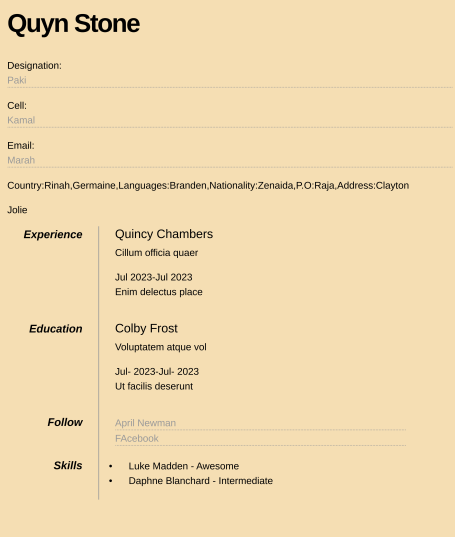 Quyn Stone
Designation:
Paki
Cell:
Kamal
Email:
Marah
Country:Rinah,Germaine,Languages:Branden,Nationality:Zenaida,P.O:Raja,Address:Clayton
Jolie
Experience
Quincy Chambers
Cillum officia quaer
Jul 2023-Jul 2023
Enim delectus place
Education
Colby Frost
Voluptatem atque vol
Jul- 2023-Jul- 2023
Ut facilis deserunt
Follow
April Newman
FAcebook
Skills
• Luke Madden - Awesome
• Daphne Blanchard - Intermediate